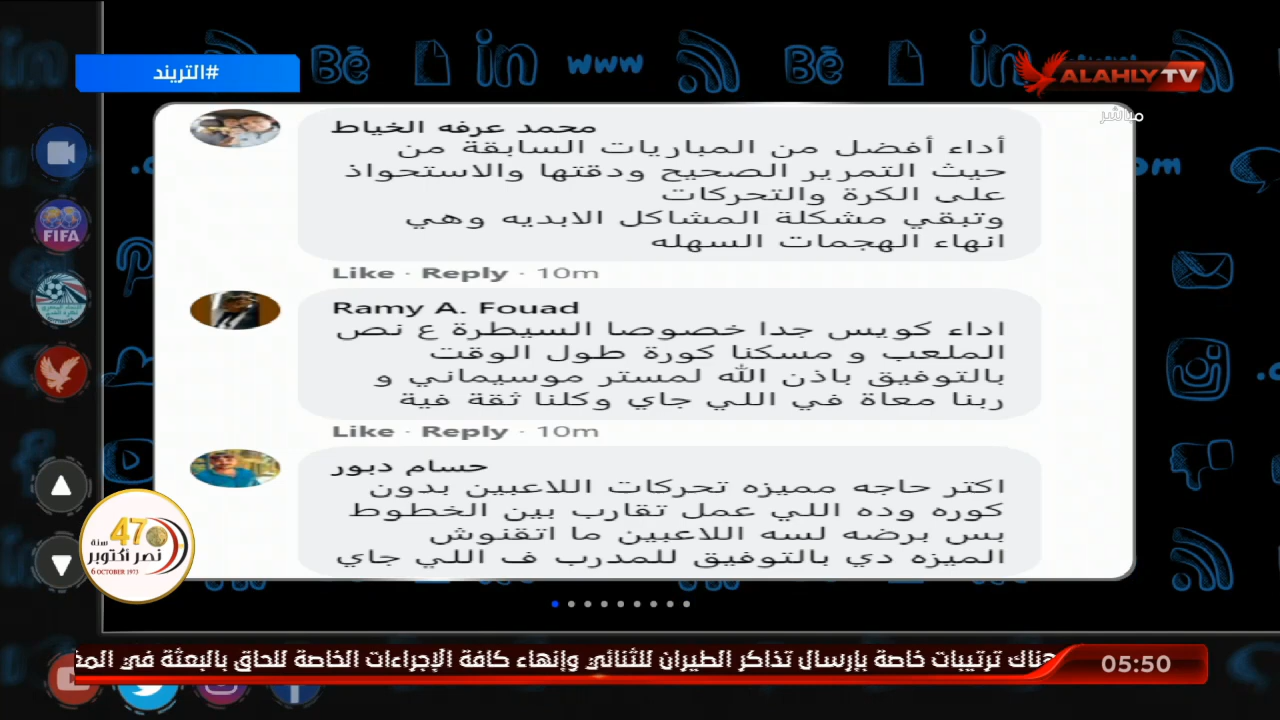 #التريند
ALAHLY TV
مباشر
محمد عرفه الخياط
أداء أفضل من المباريات السابقة من
حيث التمرير الصحيح ودقتها والاستحواذ
على الكرة والتحركات
وتبقي مشكلة المشاكل الابديه وهي
انهاء الهجمات السهله
Like · Reply · 10m
Ramy A. Fouad
اداء كويس جدا خصوصا السيطرة ع نص
الملعب و مسكنا كورة طول الوقت
بالتوفيق باذن الله لمستر موسيماني و
ربنا معاة في اللي جاي وكلنا ثقة فية
Like · Reply · 10m
حسام دبور
اكتر حاجه مميزه تحركات اللاعبين بدون
كوره وده اللي عمل تقارب بين الخطوط
بس برضه لسه اللاعبين ما اتقنوش
الميزه دي بالتوفيق للمدرب ف اللي جاي
FIFA
47 سنة
نصر أكتوبر
6 OCTOBER 1973
Bē
in
www
Bē
in
هناك ترتيبات خاصة بإرسال تذاكر الطيران للثنائي وإنهاء كافة الإجراءات الخاصة للحاق بالبعثة في
05:50